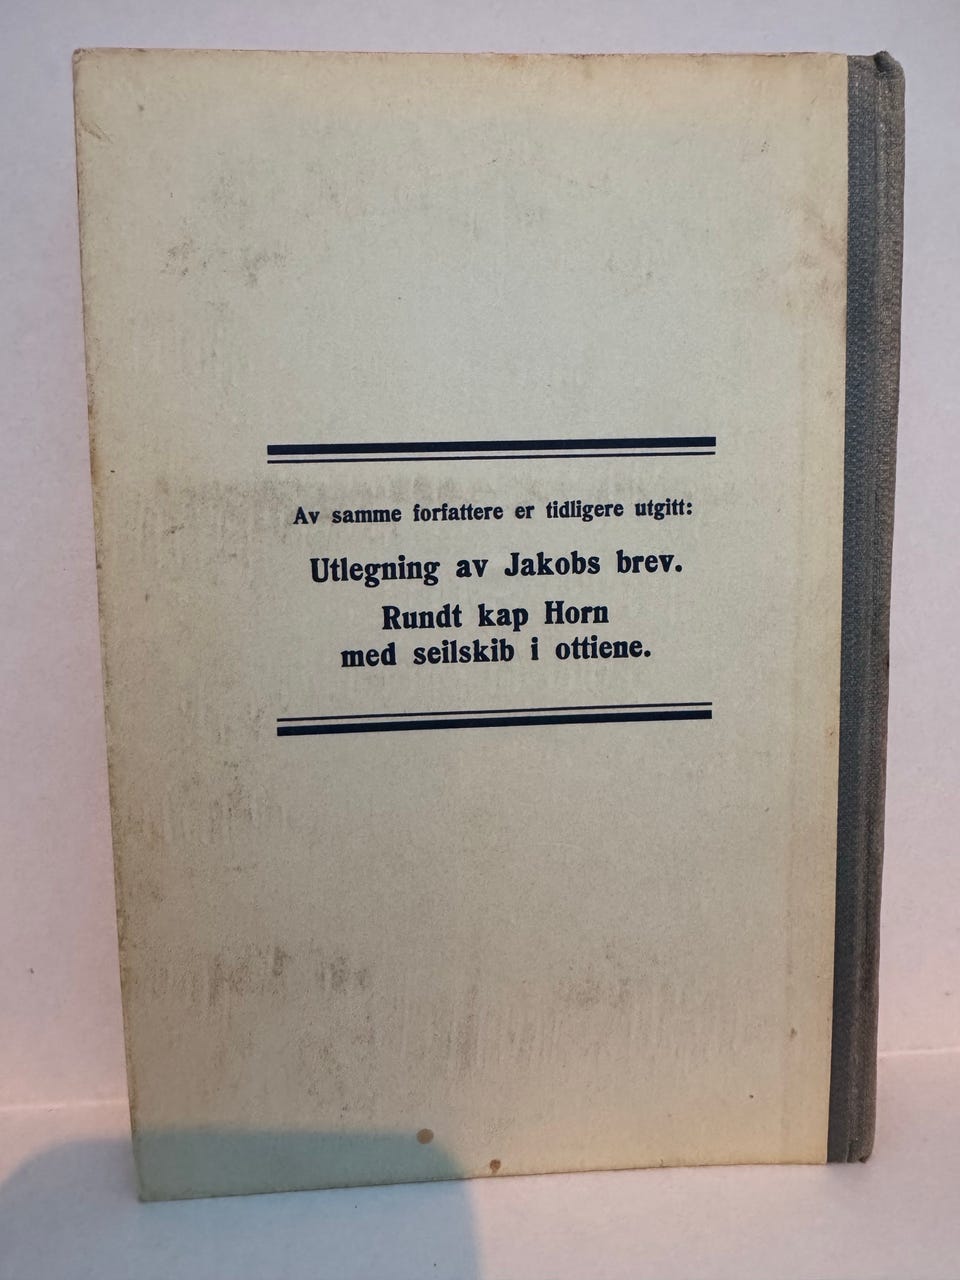 Av samme forfattere er tidligere utgitt:
Utlegning av Jakobs brev.
Rundt kap Horn
med seilskib i ottiene.